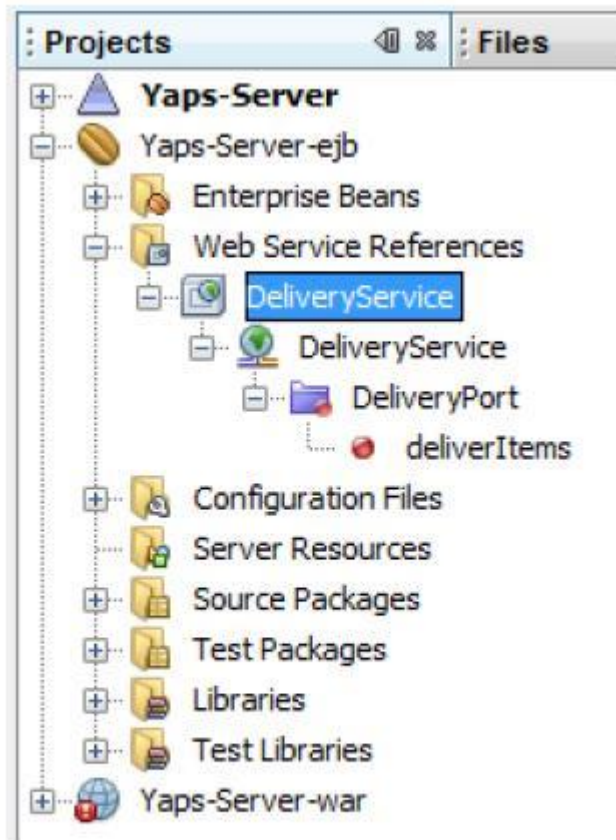 Projects
Files
Yaps-Server
Yaps-Server-ejb
Enterprise Beans
Web Service References
DeliveryService
DeliveryService
DeliveryPort
deliverItems
Configuration Files
Server Resources
Source Packages
Test Packages
Libraries
Test Libraries
Yaps-Server-war